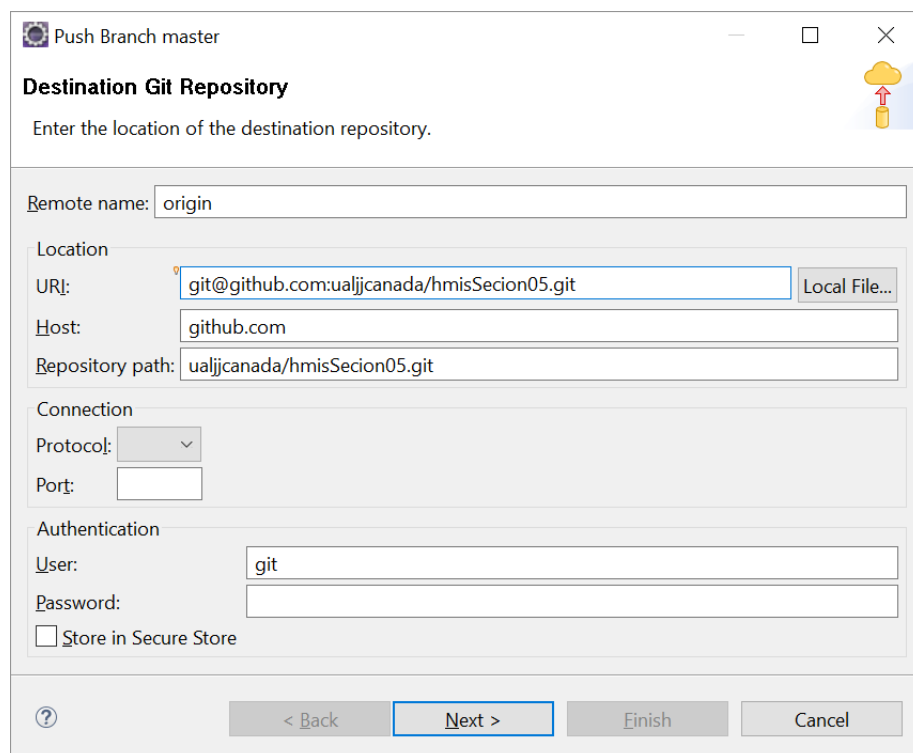 Push Branch master
Destination Git Repository
Enter the location of the destination repository.
Remote name: origin
Location
URI: git@github.com:ualjjcanada/hmisSecion05.git Local File...
Host: github.com
Repository path: ualjjcanada/hmisSecion05.git
Connection
Protocol:
Port:
Authentication
User: git
Password:
Store in Secure Store
? < Back Next > Finish Cancel